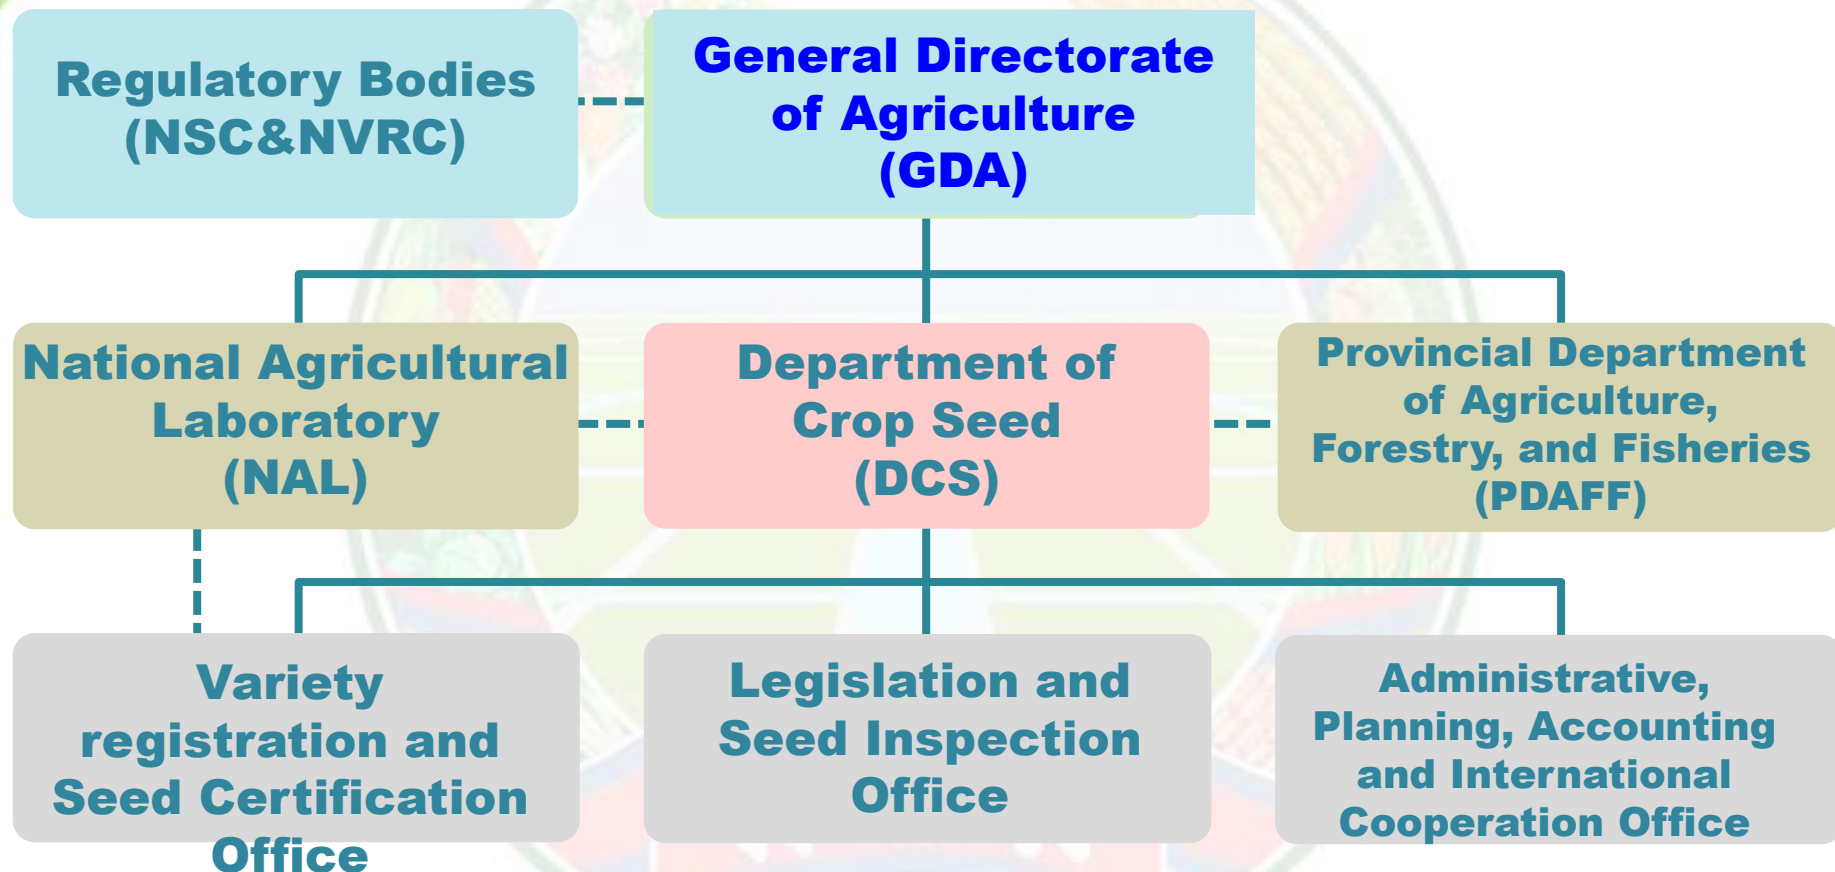 Regulatory Bodies
(NSC&NVRC)
General Directorate
of Agriculture
(GDA)
National Agricultural
Laboratory
(NAL)
Department of
Crop Seed
(DCS)
Provincial Department
of Agriculture,
Forestry, and Fisheries
(PDAFF)
Variety
registration and
Seed Certification
Office
Legislation and
Seed Inspection
Office
Administrative,
Planning, Accounting
and International
Cooperation Office